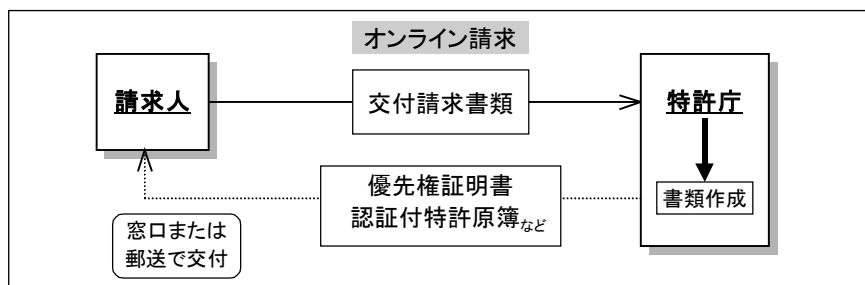 オンライン請求
請求人
交付請求書類
特許庁
優先権証明書
認証付特許原簿など
書類作成
窓口または
郵送で交付